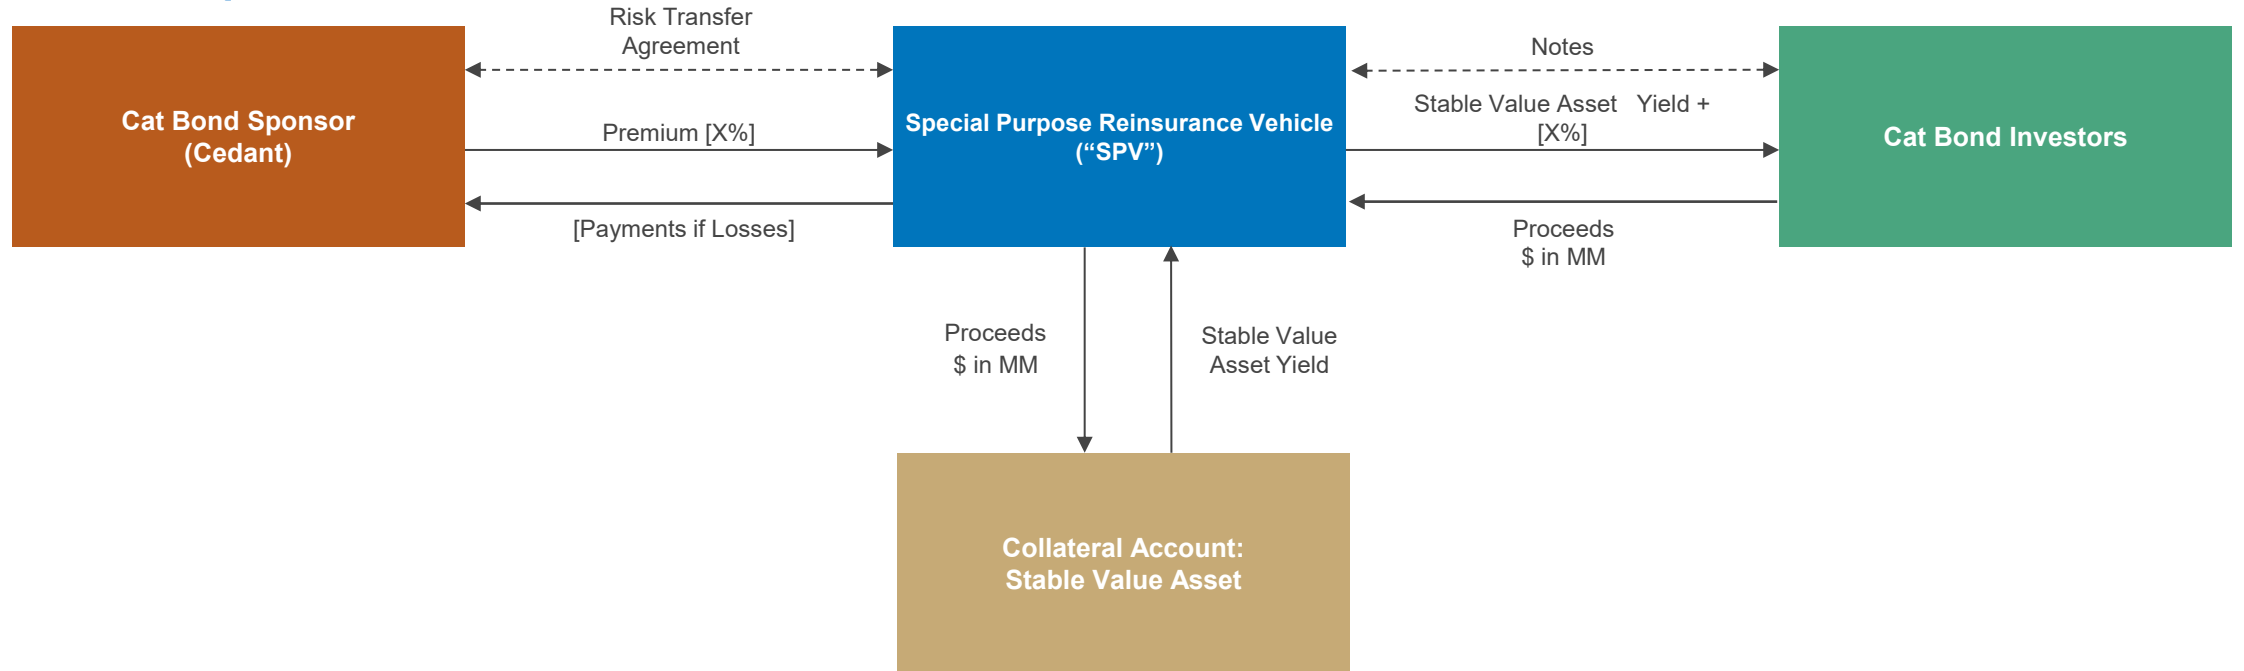 Risk Transfer
Agreement
Notes
Cat Bond Sponsor
(Cedant)
Premium [X%]
Special Purpose Reinsurance Vehicle
(“SPV”)
Stable Value Asset Yield +
[X%]
Cat Bond Investors
[Payments if Losses]
Proceeds
$ in MM
Proceeds
$ in MM
Stable Value
Asset Yield
Collateral Account:
Stable Value Asset